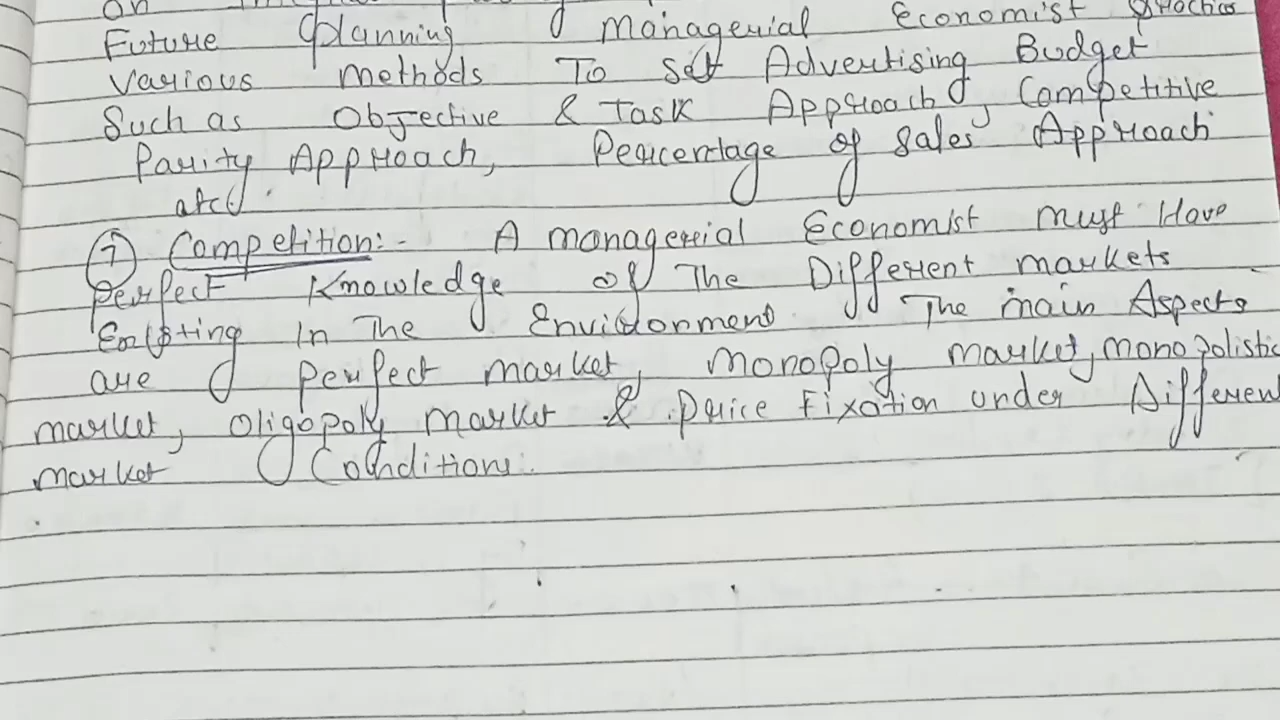 an
Future Planning Managerial Economist
Various methods To set Advertising Budget
Such as Objective & Task Approach, Competitive
Parity Approach, Percentage of Sales Approach
etc.
⑦ Competition:- A managerial Economist must Have
Perfect Knowledge of The Different markets
Existing In The Environment. The main Aspects
are Perfect market, Monopoly market, monopolistic
market, Oligopoly market & Price Fixation under Differen
market Conditions.